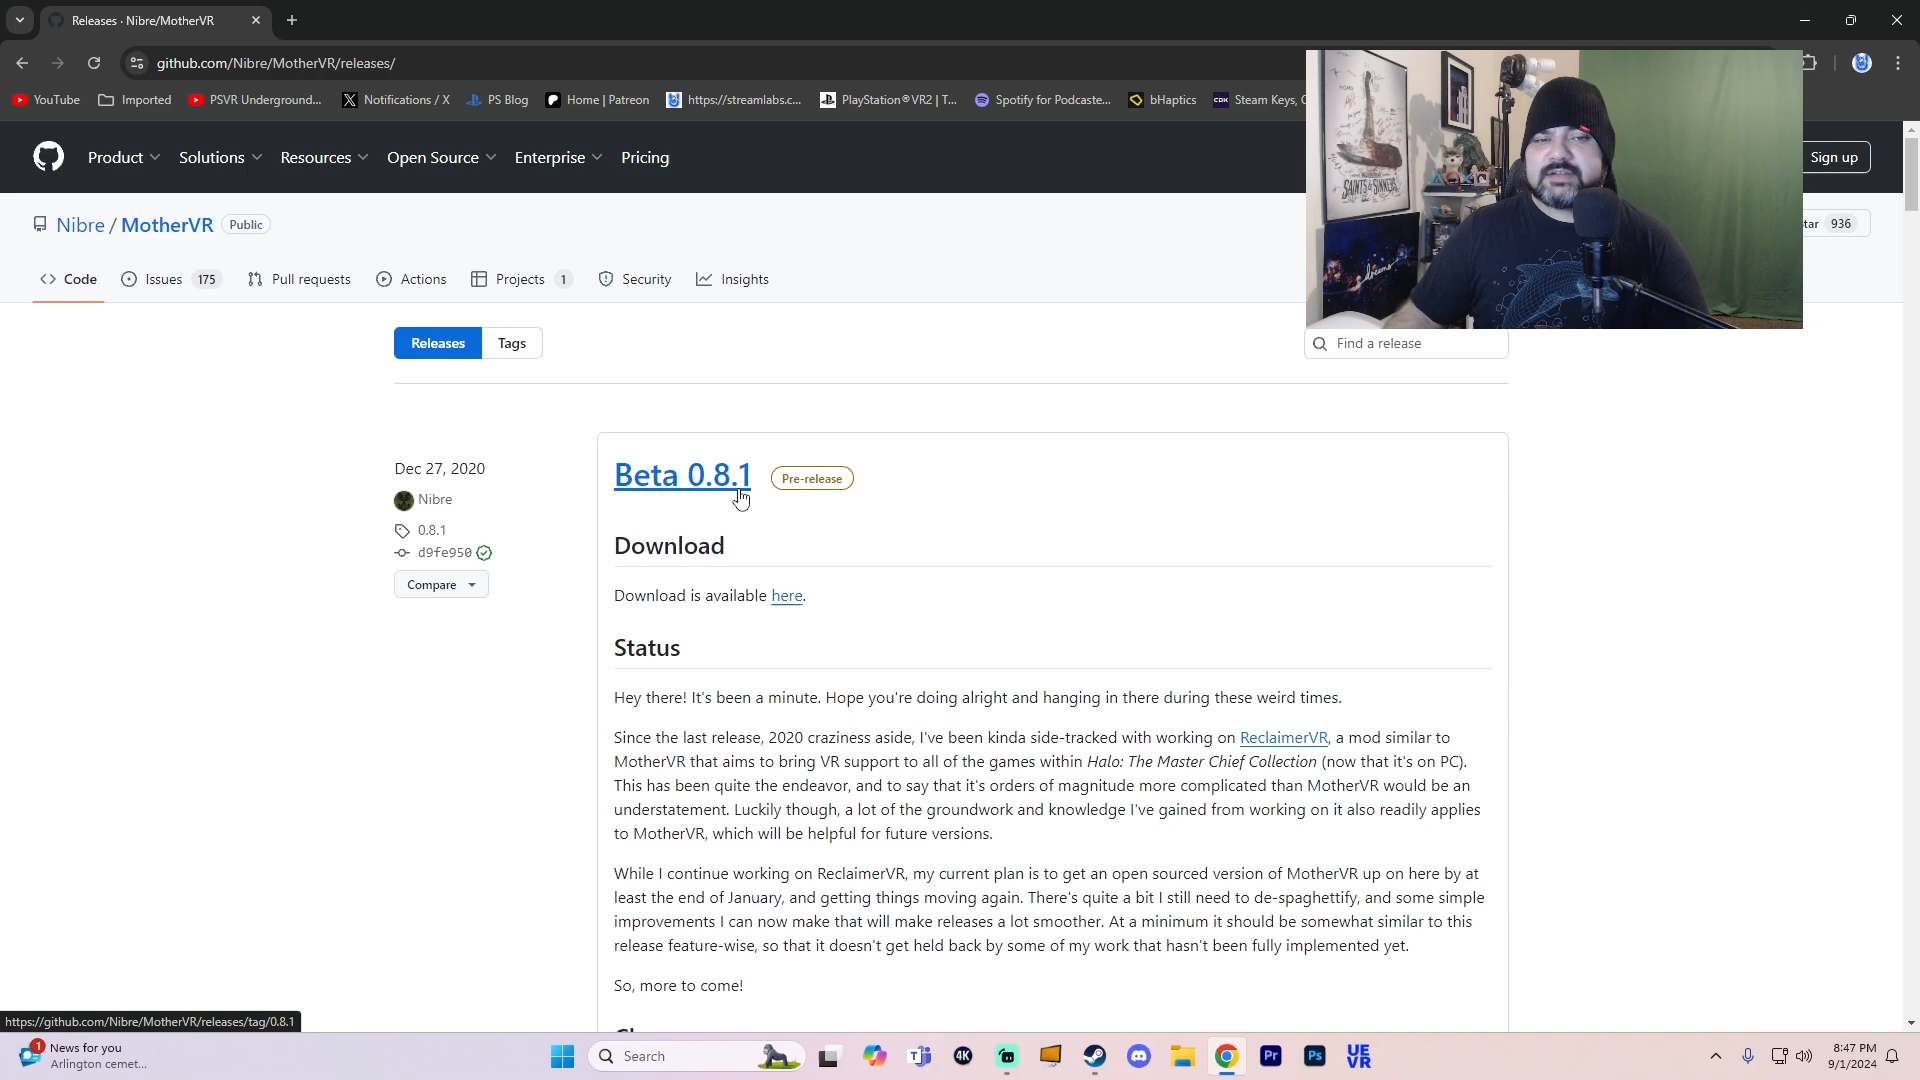 Releases · Nibre/MotherVR
github.com/Nibre/MotherVR/releases/
YouTube Imported PSVR Underground... Notifications / X PS Blog Home | Patreon https://streamlabs.c... PlayStation®VR2 | T... Spotify for Podcaste... bHaptics CDK Steam Keys, C
Product Solutions Resources Open Source Enterprise Pricing Sign up
Nibre / MotherVR Public tar 936
Code Issues 175 Pull requests Actions Projects 1 Security Insights
SAINTS & SINNERS
dreams
Releases Tags Find a release
Dec 27, 2020
Nibre
0.8.1
d9fe950
Compare
Beta 0.8.1 Pre-release
Download
Download is available here.
Status
Hey there! It's been a minute. Hope you're doing alright and hanging in there during these weird times.
Since the last release, 2020 craziness aside, I've been kinda side-tracked with working on ReclaimerVR, a mod similar to
MotherVR that aims to bring VR support to all of the games within Halo: The Master Chief Collection (now that it's on PC).
This has been quite the endeavor, and to say that it's orders of magnitude more complicated than MotherVR would be an
understatement. Luckily though, a lot of the groundwork and knowledge I've gained from working on it also readily applies
to MotherVR, which will be helpful for future versions.
While I continue working on ReclaimerVR, my current plan is to get an open sourced version of MotherVR up on here by at
least the end of January, and getting things moving again. There's quite a bit I still need to de-spaghettify, and some simple
improvements I can now make that will make releases a lot smoother. At a minimum it should be somewhat similar to this
release feature-wise, so that it doesn't get held back by some of my work that hasn't been fully implemented yet.
So, more to come!
https://github.com/Nibre/MotherVR/releases/tag/0.8.1
1 News for you
Arlington cemet...
Search
4K
Pr
Ps
UE
VR
8:47 PM
9/1/2024